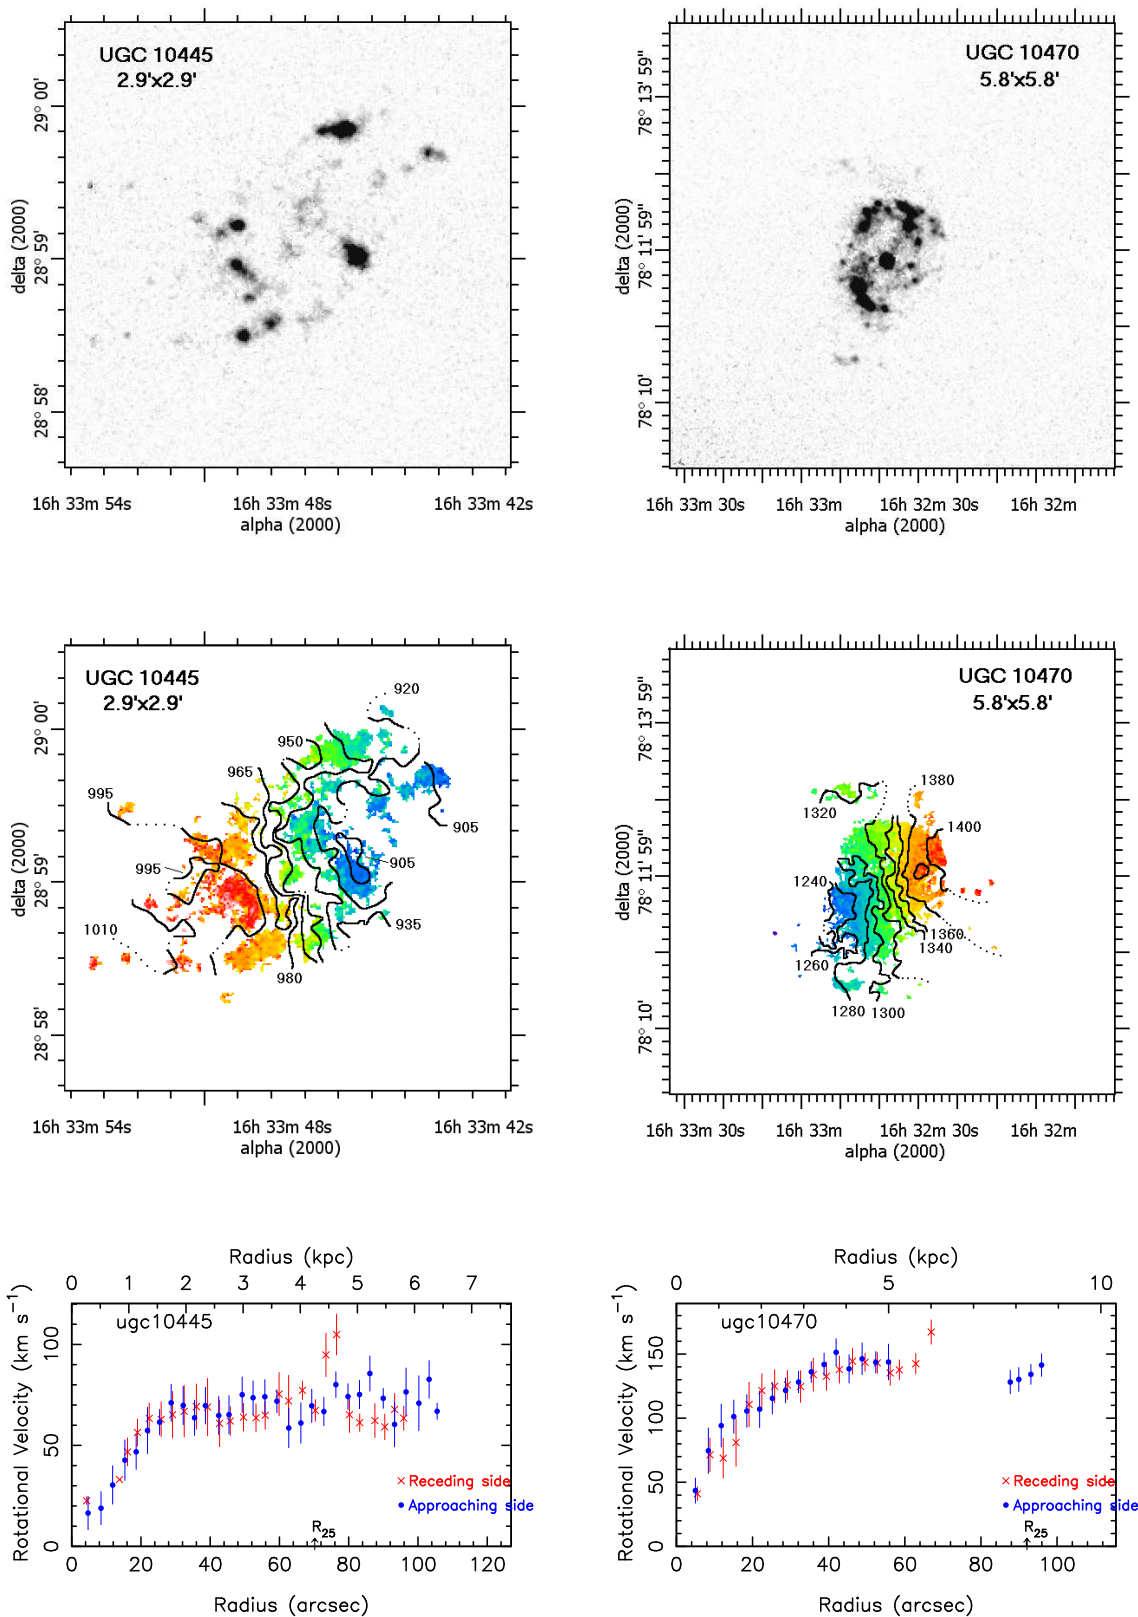 UGC 10445
2.9'x2.9'
29° 00'
28° 59'
28° 58'
delta (2000)
16h 33m 54s
16h 33m 48s
16h 33m 42s
alpha (2000)
UGC 10470
5.8'x5.8'
78° 13' 59"
78° 11' 59"
78° 10'
delta (2000)
16h 33m 30s
16h 33m
16h 32m 30s
16h 32m
alpha (2000)
UGC 10445
2.9'x2.9'
920
950
965
995
905
995
905
1010
935
980
29° 00'
28° 59'
28° 58'
delta (2000)
16h 33m 54s
16h 33m 48s
16h 33m 42s
alpha (2000)
UGC 10470
5.8'x5.8'
1380
1320
1400
1240
1360
1340
1260
1280
1300
78° 13' 59"
78° 11' 59"
78° 10'
delta (2000)
16h 33m 30s
16h 33m
16h 32m 30s
16h 32m
alpha (2000)
Radius (kpc)
0 1 2 3 4 5 6 7
ugc10445
Rotational Velocity (km s⁻¹)
100
50
0
Receding side
Approaching side
R₂₅
0 20 40 60 80 100 120
Radius (arcsec)
Radius (kpc)
0 5 10
ugc10470
Rotational Velocity (km s⁻¹)
150
100
50
0
Receding side
Approaching side
R₂₅
0 20 40 60 80 100
Radius (arcsec)